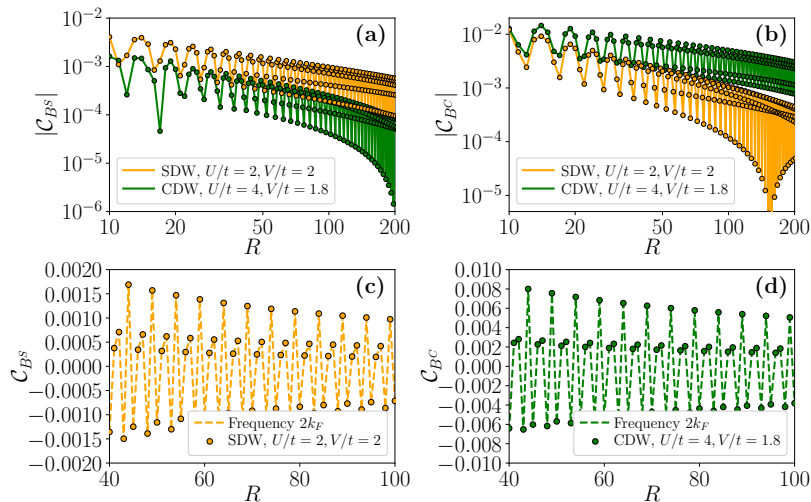 (a)
|𝒞_{B^S}|
10^{-2}
10^{-3}
10^{-4}
10^{-5}
10^{-6}
SDW, U/t = 2, V/t = 2
CDW, U/t = 4, V/t = 1.8
10 20 50 100 200
R
(b)
|𝒞_{B^C}|
10^{-2}
10^{-3}
10^{-4}
10^{-5}
SDW, U/t = 2, V/t = 2
CDW, U/t = 4, V/t = 1.8
10 20 50 100 200
R
(c)
𝒞_{B^S}
0.0020
0.0015
0.0010
0.0005
0.0000
−0.0005
−0.0010
−0.0015
−0.0020
Frequency 2k_F
SDW, U/t = 2, V/t = 2
40 60 80 100
R
(d)
𝒞_{B^C}
0.010
0.008
0.006
0.004
0.002
0.000
−0.002
−0.004
−0.006
−0.008
−0.010
Frequency 2k_F
CDW, U/t = 4, V/t = 1.8
40 60 80 100
R